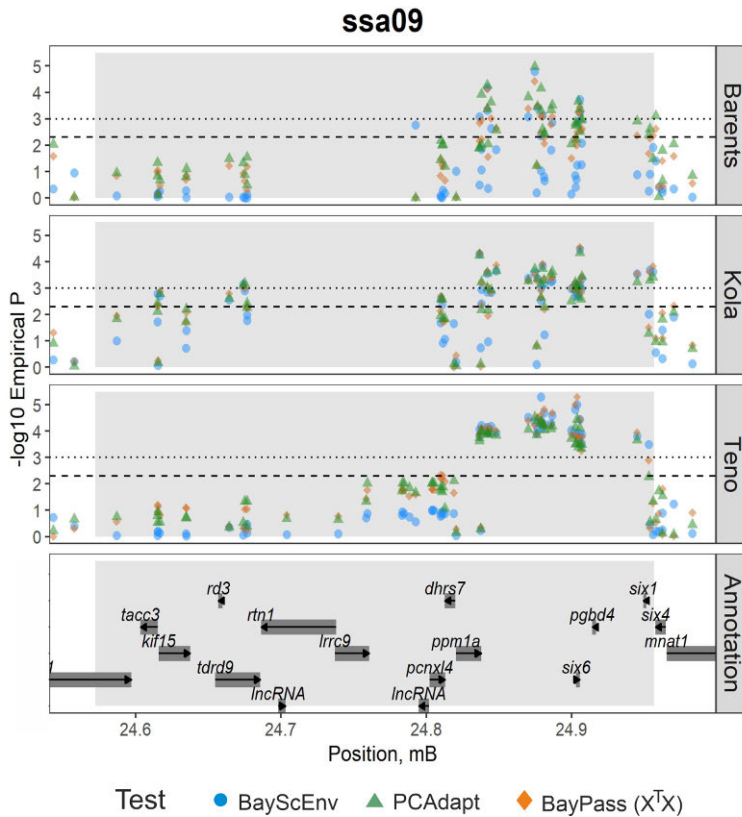 ssa09
-log10 Empirical P
5
4
3
2
1
0
Barents
5
4
3
2
1
0
Kola
5
4
3
2
1
0
Teno
rd3
dhrs7
six1
tacc3
rtn1
pgbd4
six4
kif15
lrrc9
ppm1a
mnat1
1
tdrd9
pcnxl4
six6
lncRNA
lncRNA
Annotation
24.6
24.7
24.8
24.9
Position, mB
Test BayScEnv PCAdapt BayPass (XᵀX)